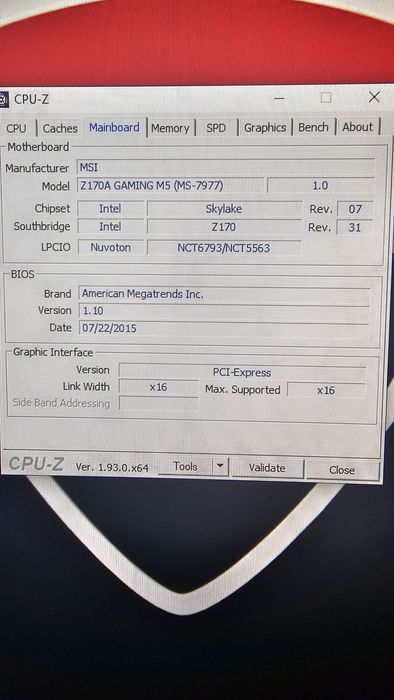 CPU-Z
CPU Caches Mainboard Memory SPD Graphics Bench About
Motherboard
Manufacturer MSI
Model Z170A GAMING M5 (MS-7977) 1.0
Chipset Intel Skylake Rev. 07
Southbridge Intel Z170 Rev. 31
LPCIO Nuvoton NCT6793/NCT5563
BIOS
Brand American Megatrends Inc.
Version 1.10
Date 07/22/2015
Graphic Interface
Version PCI-Express
Link Width x16 Max. Supported x16
Side Band Addressing
CPU-Z Ver. 1.93.0.x64 Tools Validate Close